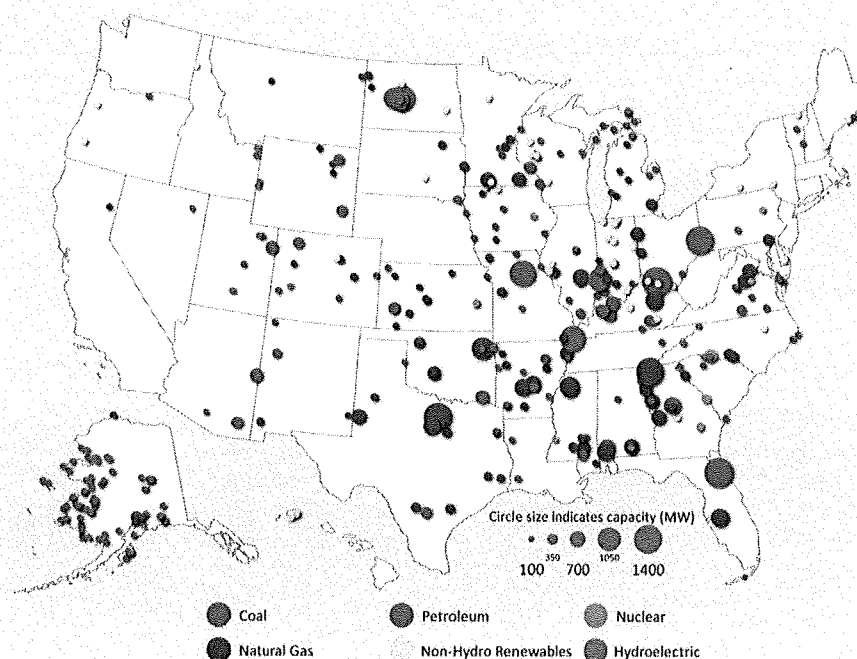 Circle size indicates capacity (MW)
350 1050
100 700 1400
Coal Petroleum Nuclear
Natural Gas Non-Hydro Renewables Hydroelectric